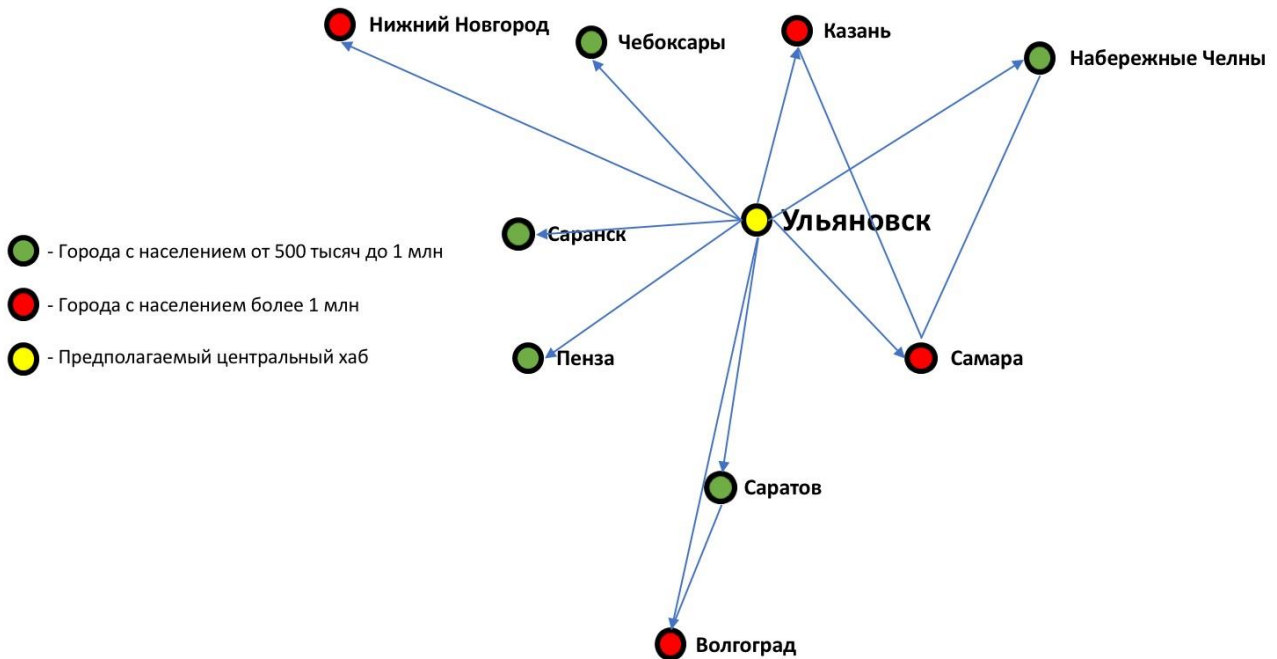 Нижний Новгород
Чебоксары
Казань
Набережные Челны
Ульяновск
Саранск
- Города с населением от 500 тысяч до 1 млн
- Города с населением более 1 млн
- Предполагаемый центральный хаб
Пенза
Самара
Саратов
Волгоград